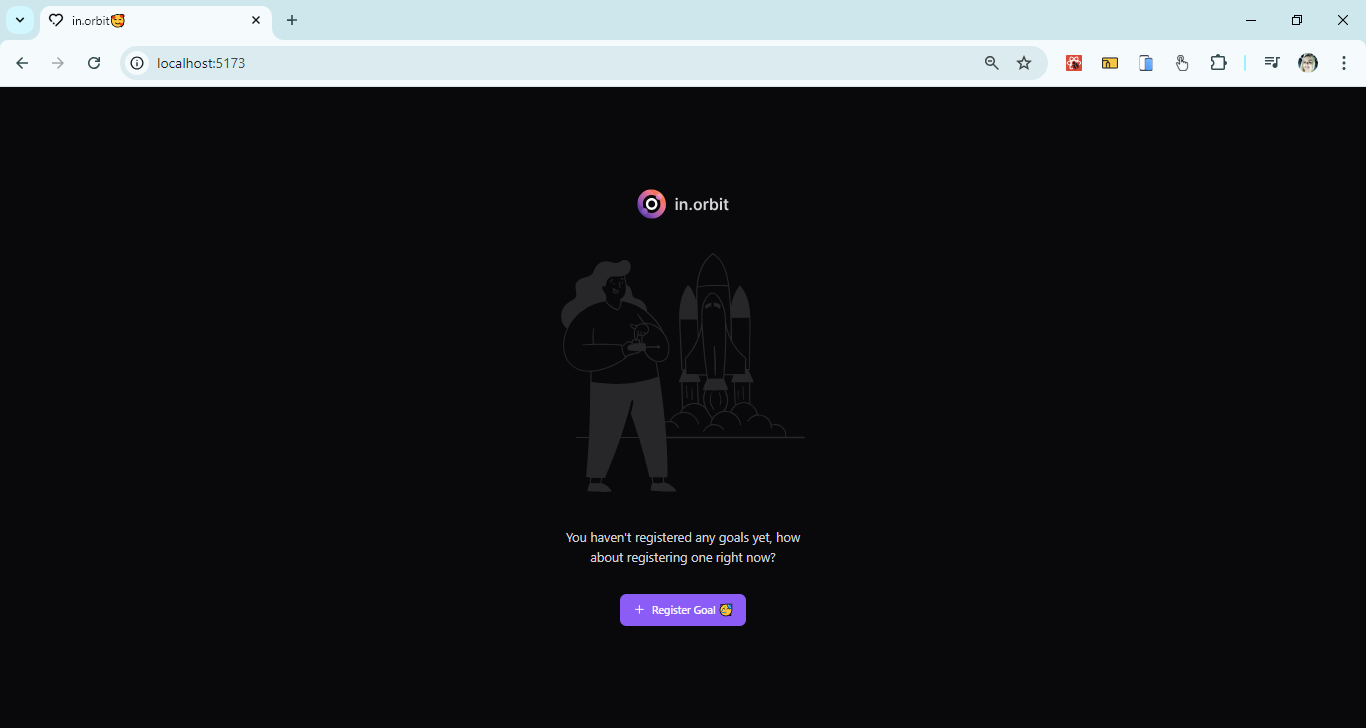 in.orbit🥰
localhost:5173
in.orbit
You haven't registered any goals yet, how
about registering one right now?
Register Goal 🥳